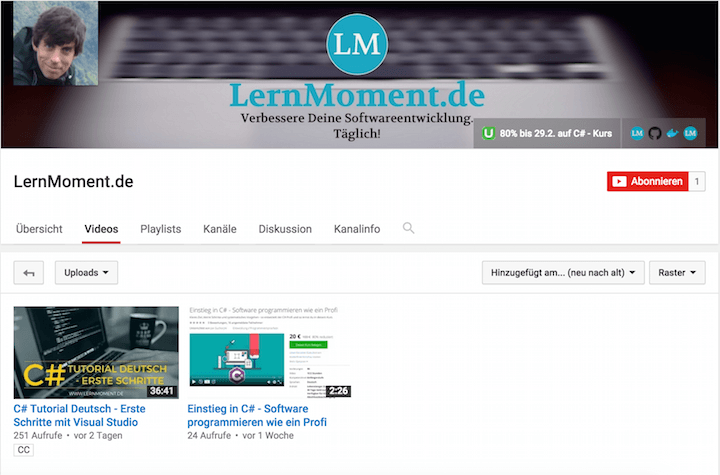 LM
LernMoment.de
Verbessere Deine Softwareentwicklung.
Täglich!
80% bis 29.2. auf C# - Kurs
LernMoment.de
Abonnieren 1
Übersicht Videos Playlists Kanäle Diskussion Kanalinfo
Uploads
Hinzugefügt am... (neu nach alt) Raster
C# TUTORIAL DEUTSCH
- ERSTE SCHRITTE
WWW.LERNMOMENT.DE
36:41
Einstieg in C# - Software programmieren wie ein Profi
20 €
2:26
C# Tutorial Deutsch - Erste
Schritte mit Visual Studio
251 Aufrufe • vor 2 Tagen
CC
Einstieg in C# - Software
programmieren wie ein Profi
24 Aufrufe • vor 1 Woche